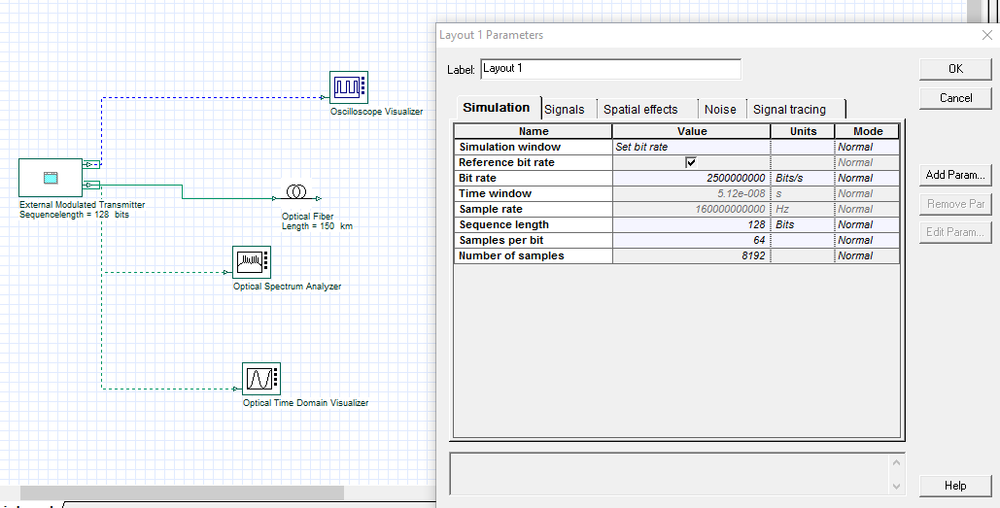 Oscilloscope Visualizer
External Modulated Transmitter
Sequencelength = 128 bits
Optical Fiber
Length = 150 km
Optical Spectrum Analyzer
Optical Time Domain Visualizer
Layout 1 Parameters
Label: Layout 1
OK
Cancel
Simulation Signals Spatial effects Noise Signal tracing
Name Value Units Mode
Simulation window Set bit rate Normal
Reference bit rate Normal
Bit rate 2500000000 Bits/s Normal
Time window 5.12e-008 s Normal
Sample rate 160000000000 Hz Normal
Sequence length 128 Bits Normal
Samples per bit 64 Normal
Number of samples 8192 Normal
Add Param...
Remove Par
Edit Param...
Help